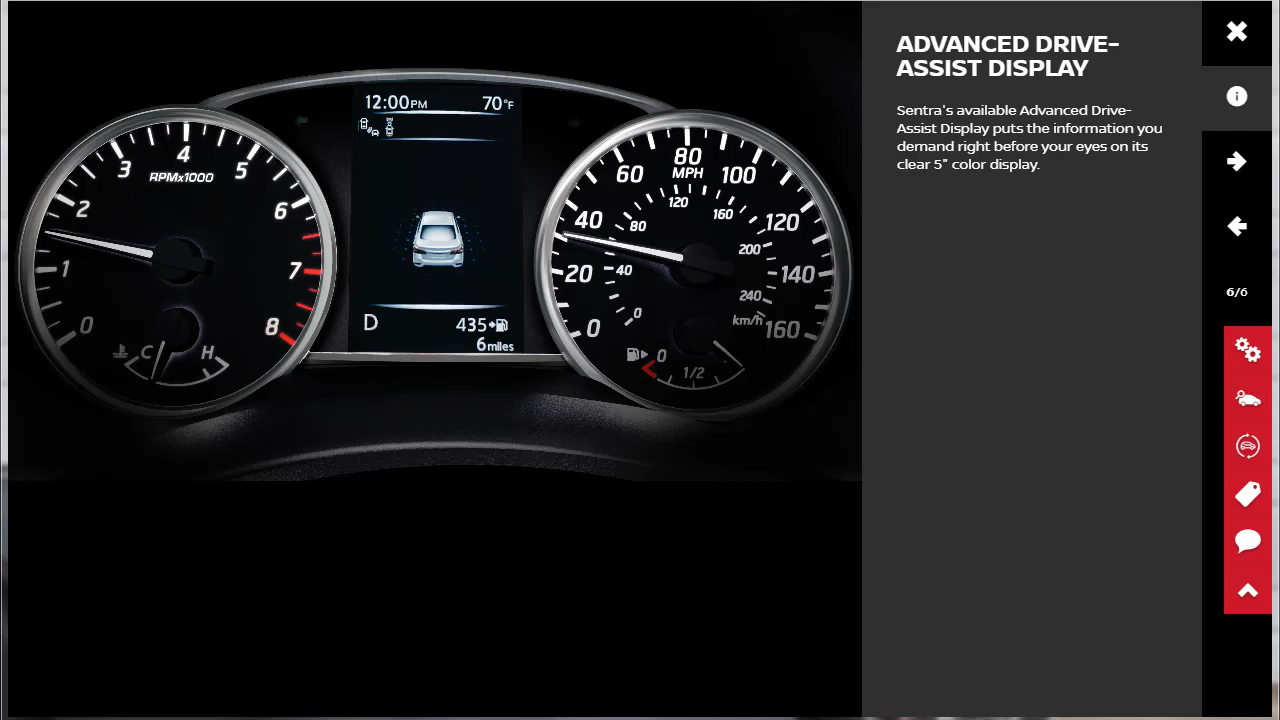 12:00PM 70°F
RPMx1000
0 1 2 3 4 5 6 7 8
C H
D 435
6 miles
MPH
0 20 40 60 80 100 120 140 160
0 40 80 120 160 200 240
km/h
0 1/2
ADVANCED DRIVE-
ASSIST DISPLAY
Sentra's available Advanced Drive-
Assist Display puts the information you
demand right before your eyes on its
clear 5" color display.
6/6